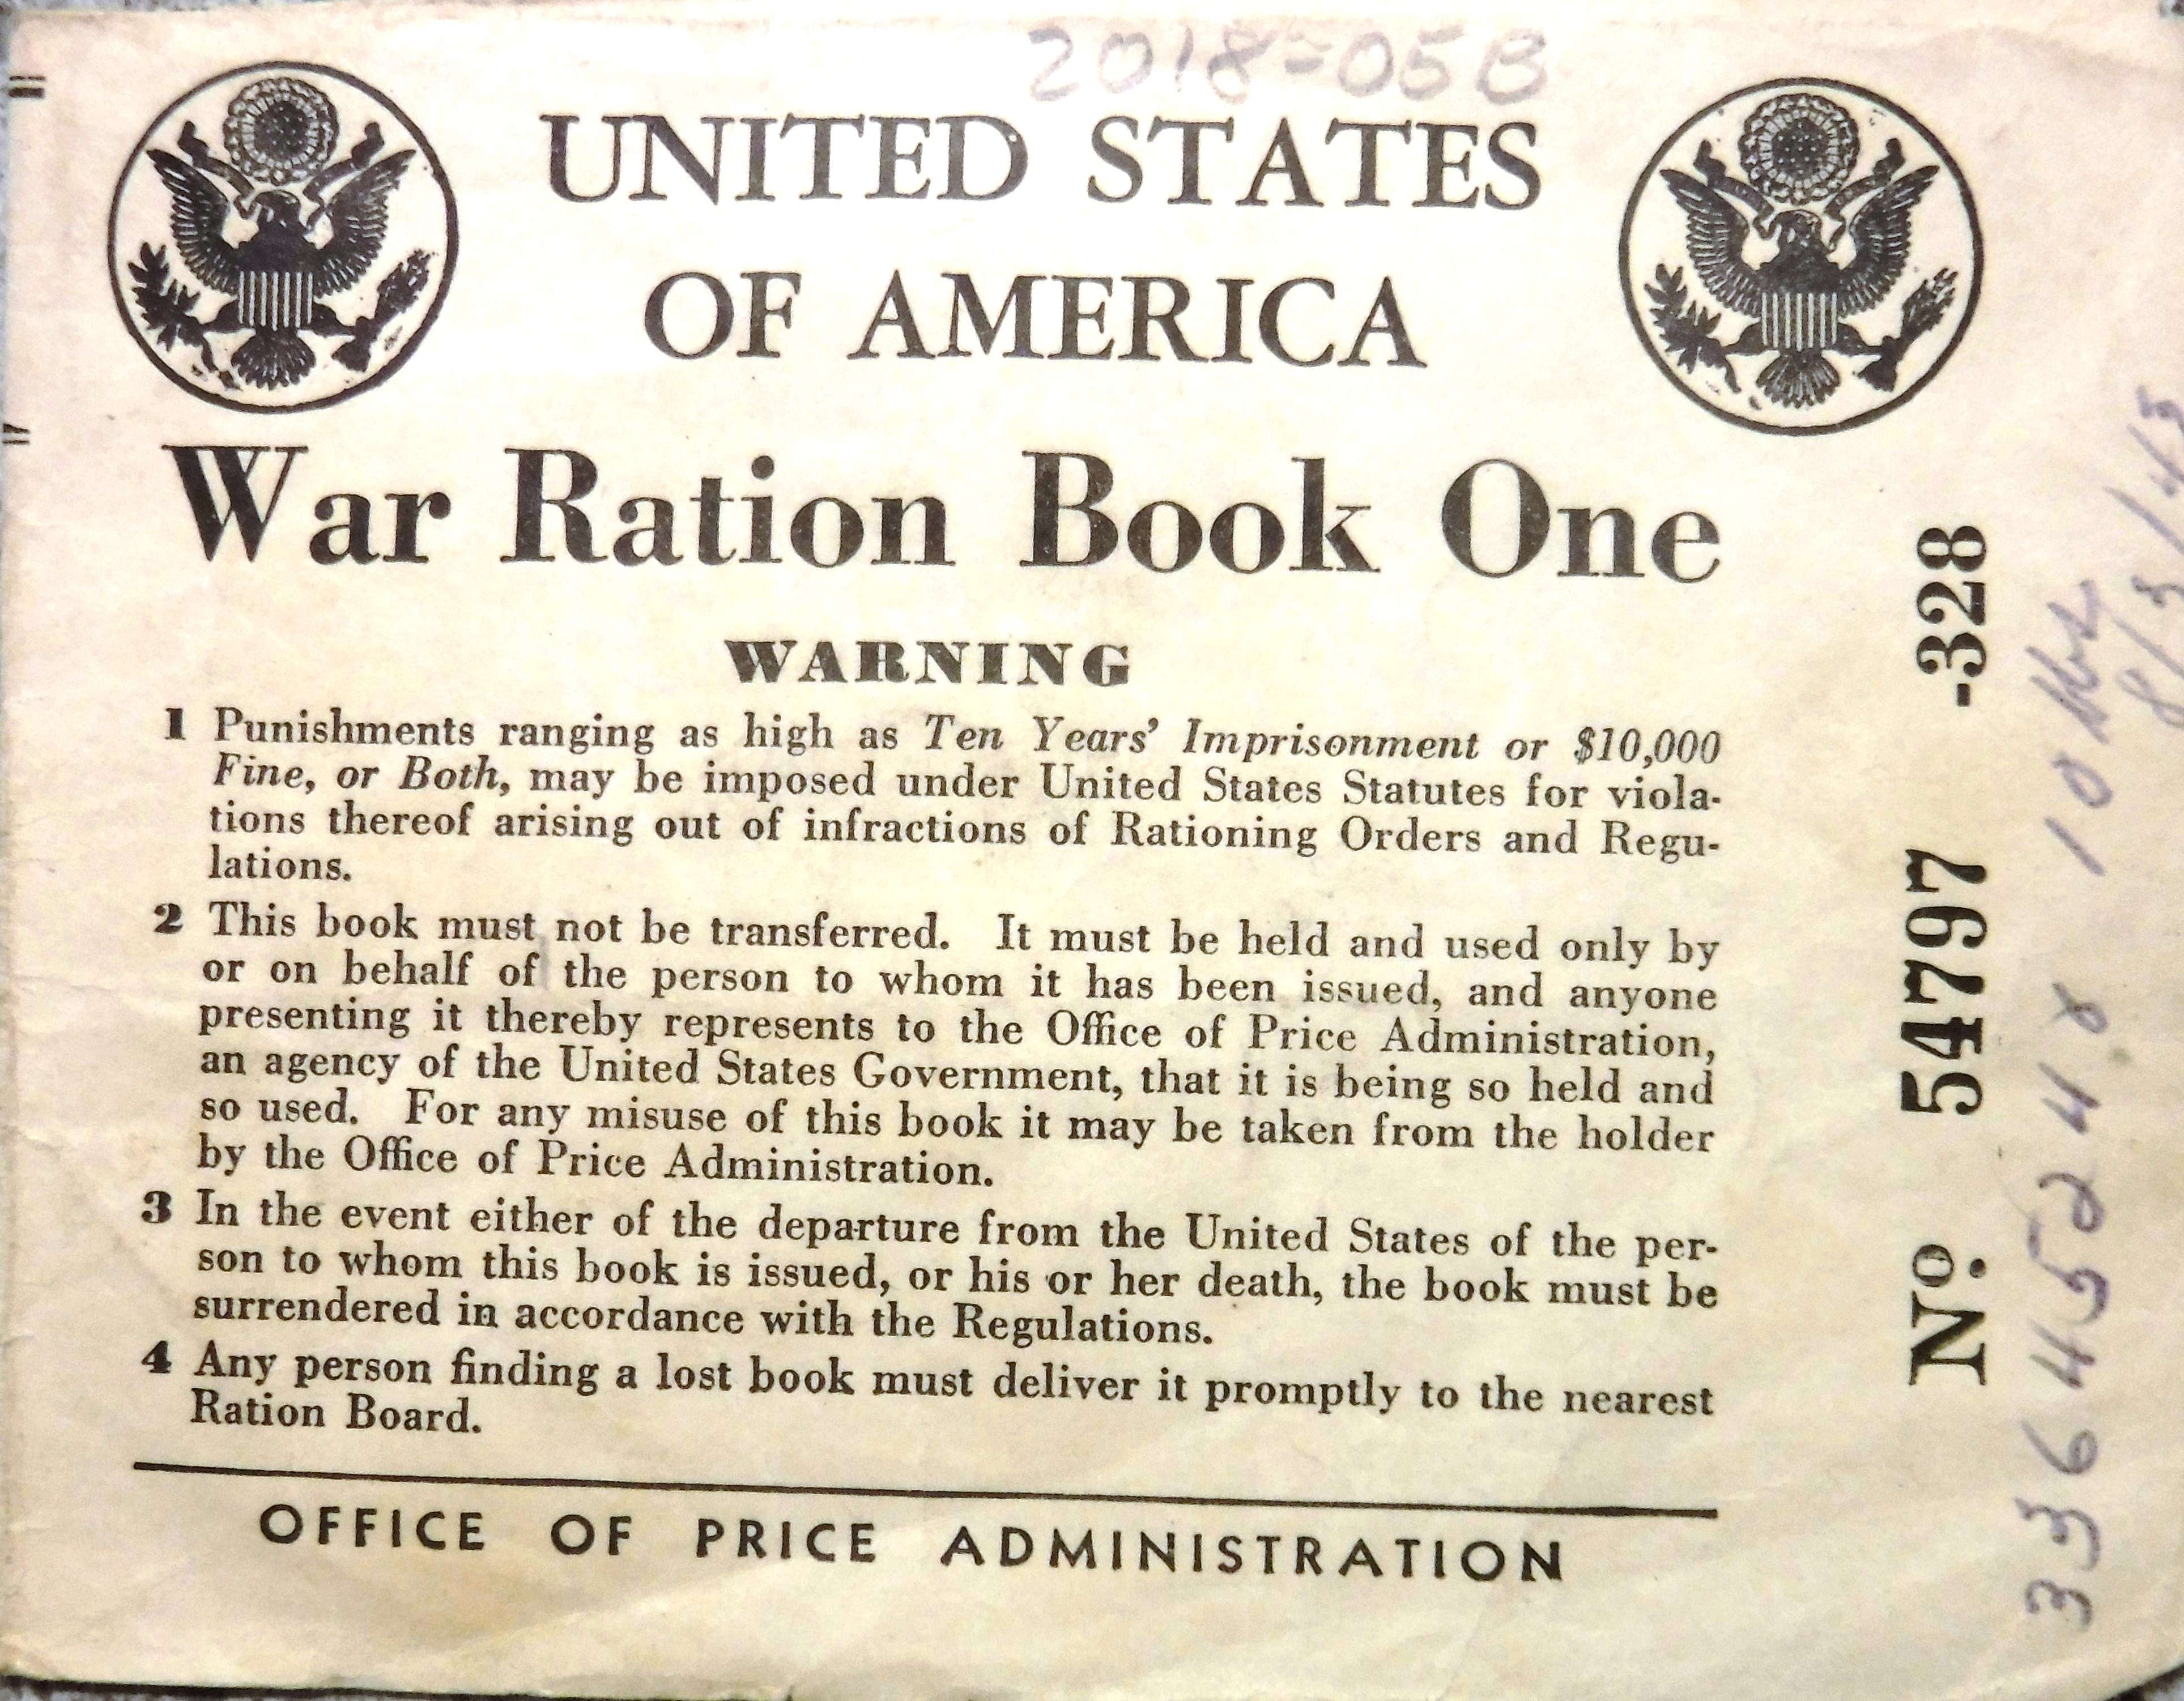 2018-05B
UNITED STATES
OF AMERICA
War Ration Book One
WARNING
1 Punishments ranging as high as Ten Years' Imprisonment or $10,000
Fine, or Both, may be imposed under United States Statutes for viola-
tions thereof arising out of infractions of Rationing Orders and Regu-
lations.
2 This book must not be transferred. It must be held and used only by
or on behalf of the person to whom it has been issued, and anyone
presenting it thereby represents to the Office of Price Administration,
an agency of the United States Government, that it is being so held and
so used. For any misuse of this book it may be taken from the holder
by the Office of Price Administration.
3 In the event either of the departure from the United States of the per-
son to whom this book is issued, or his or her death, the book must be
surrendered in accordance with the Regulations.
4 Any person finding a lost book must deliver it promptly to the nearest
Ration Board.
OFFICE OF PRICE ADMINISTRATION
No. 54797 -328
33645248 10
8/3/43